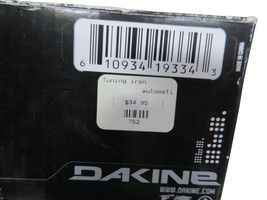 6 10934 19334 3
Tuning iron
automati
$34.95
752
DAKINE
WWW.DAKINE.COM